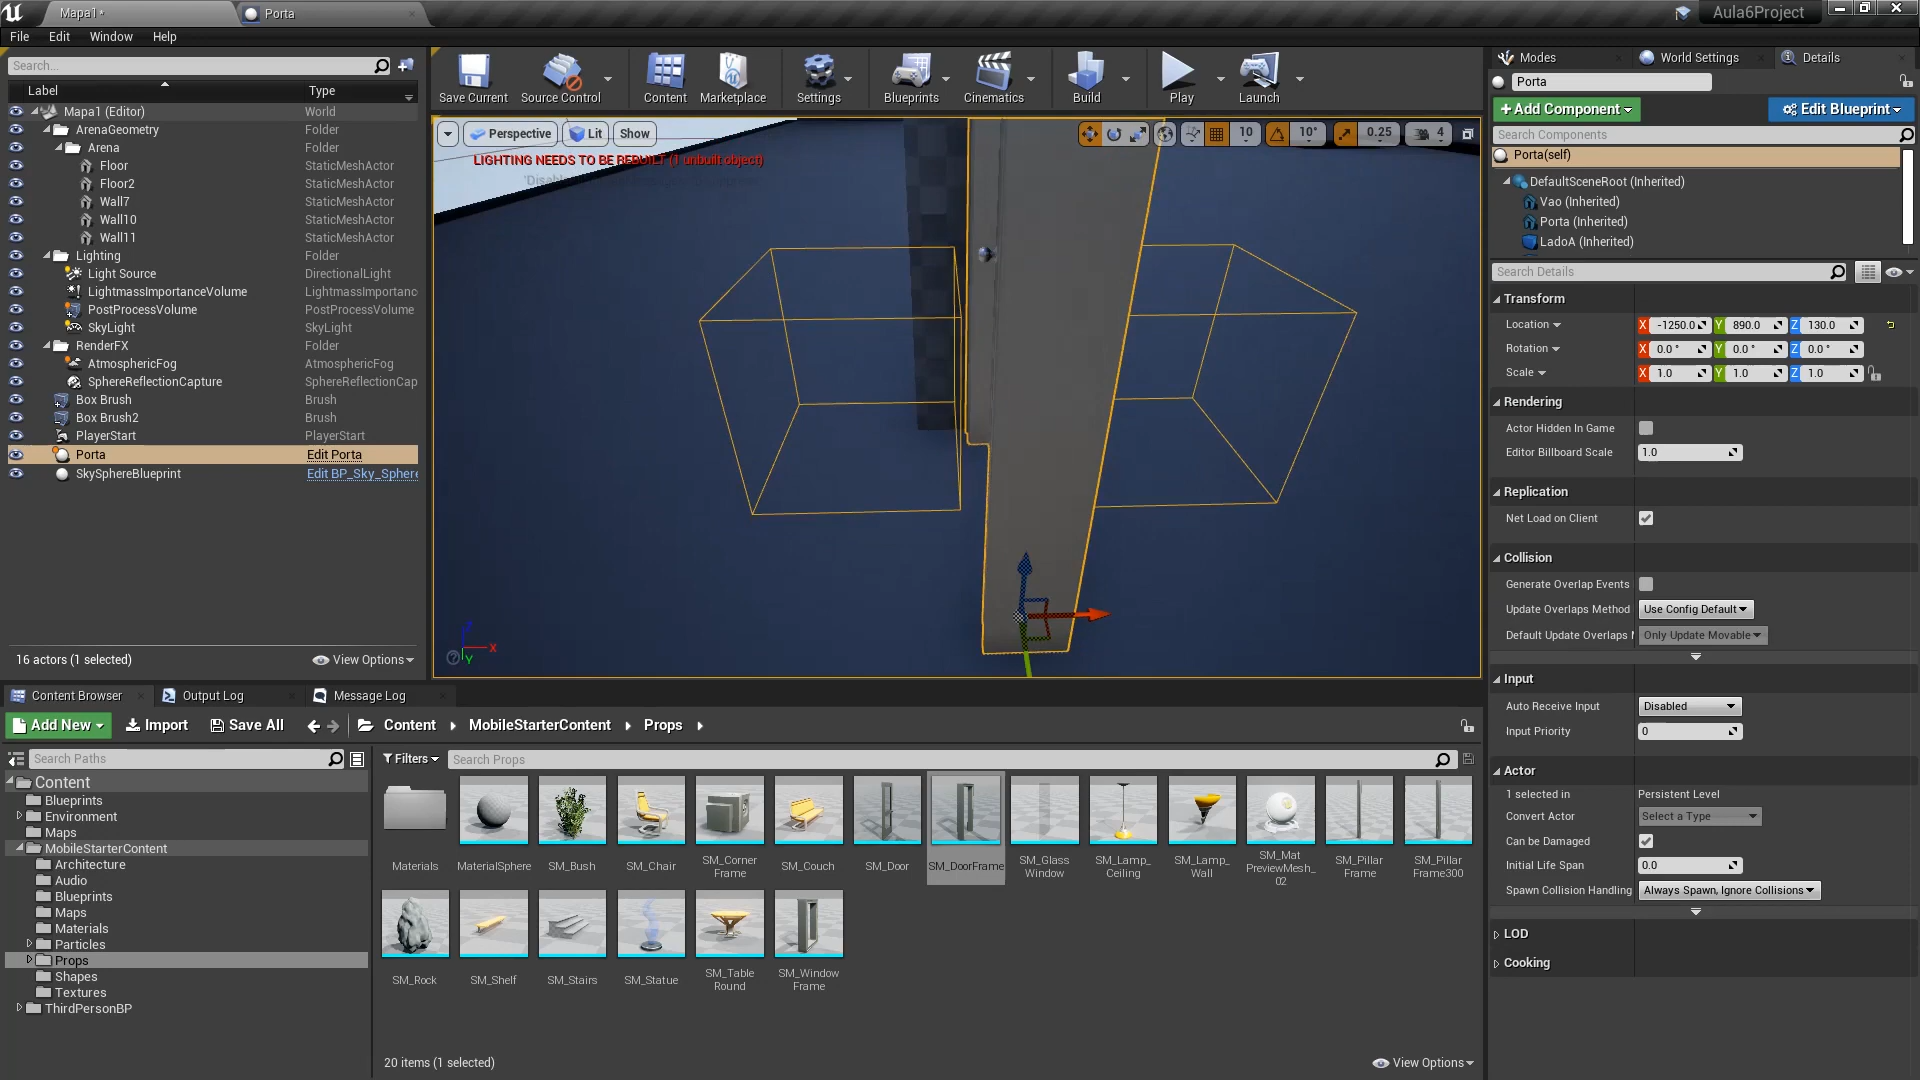 Mapa1*
Porta
Aula6Project
File Edit Window Help
Search...
Label Type
Mapa1 (Editor) World
ArenaGeometry Folder
Arena Folder
Floor StaticMeshActor
Floor2 StaticMeshActor
Wall7 StaticMeshActor
Wall10 StaticMeshActor
Wall11 StaticMeshActor
Lighting Folder
Light Source DirectionalLight
LightmassImportanceVolume LightmassImportanc
PostProcessVolume PostProcessVolume
SkyLight SkyLight
RenderFX Folder
AtmosphericFog AtmosphericFog
SphereReflectionCapture SphereReflectionCap
Box Brush Brush
Box Brush2 Brush
PlayerStart PlayerStart
Porta Edit Porta
SkySphereBlueprint Edit BP_Sky_Sphere
16 actors (1 selected) View Options
Save Current Source Control Content Marketplace Settings Blueprints Cinematics Build Play Launch
Perspective Lit Show
10 10° 0.25 4
LIGHTING NEEDS TO BE REBUILT (1 unbuilt object)
Z
X
Y
Modes World Settings Details
Porta
+Add Component Edit Blueprint
Search Components
Porta(self)
DefaultSceneRoot (Inherited)
Vao (Inherited)
Porta (Inherited)
LadoA (Inherited)
Search Details
Transform
Location X -1250.0 Y 890.0 Z 130.0
Rotation X 0.0 ° Y 0.0 ° Z 0.0 °
Scale X 1.0 Y 1.0 Z 1.0
Rendering
Actor Hidden In Game
Editor Billboard Scale 1.0
Replication
Net Load on Client
Collision
Generate Overlap Events
Update Overlaps Method Use Config Default
Default Update Overlaps Only Update Movable
Input
Auto Receive Input Disabled
Input Priority 0
Actor
1 selected in Persistent Level
Convert Actor Select a Type
Can be Damaged
Initial Life Span 0.0
Spawn Collision Handling Always Spawn, Ignore Collisions
LOD
Cooking
Content Browser Output Log Message Log
Add New Import Save All Content MobileStarterContent Props
Search Paths
Content
Blueprints
Environment
Maps
MobileStarterContent
Architecture
Audio
Blueprints
Maps
Materials
Particles
Props
Shapes
Textures
ThirdPersonBP
Filters Search Props
Materials
MaterialSphere
SM_Bush
SM_Chair
SM_Corner
Frame
SM_Couch
SM_Door
SM_DoorFrame
SM_Glass
Window
SM_Lamp_
Ceiling
SM_Lamp_
Wall
SM_Mat
PreviewMesh_
02
SM_Pillar
Frame
SM_Pillar
Frame300
SM_Rock
SM_Shelf
SM_Stairs
SM_Statue
SM_Table
Round
SM_Window
Frame
20 items (1 selected) View Options